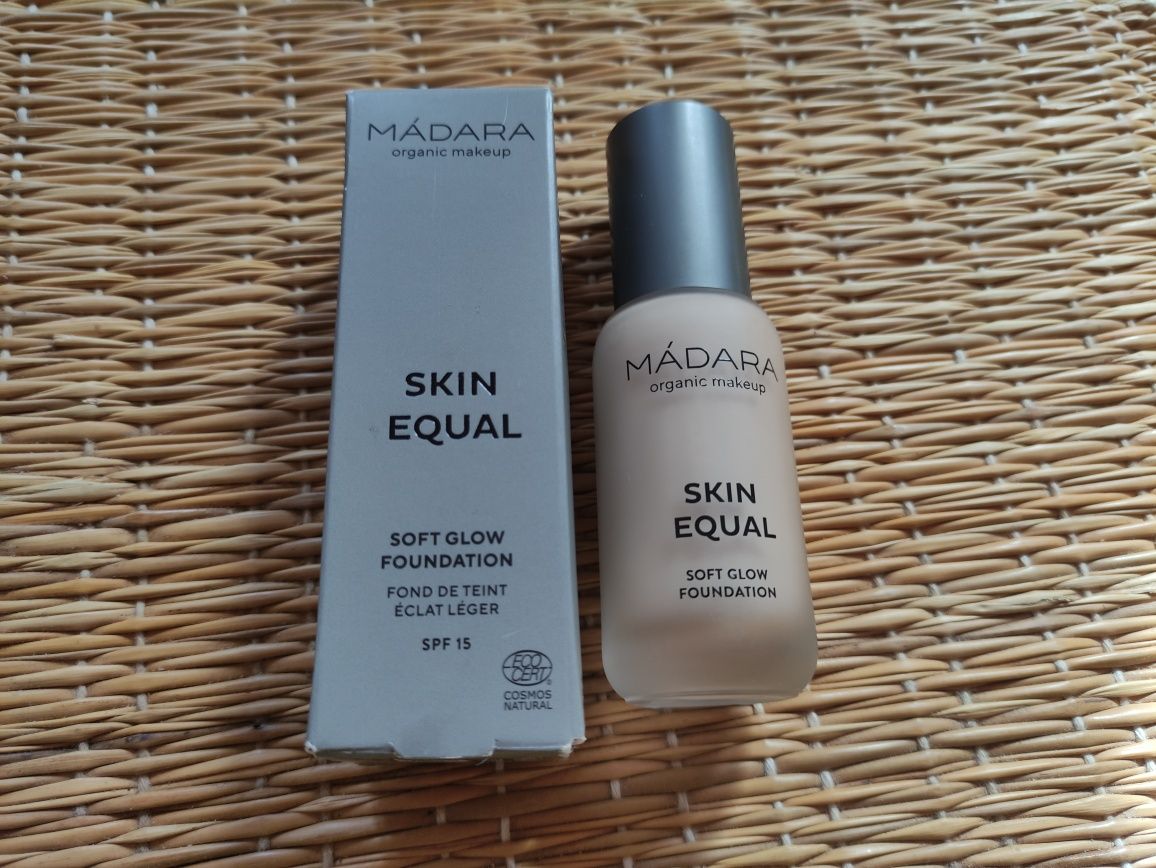 MÁDARA
organic makeup
SKIN
EQUAL
SOFT GLOW
FOUNDATION
FOND DE TEINT
ÉCLAT LÉGER
SPF 15
ECO
CERT®
COSMOS
NATURAL
MÁDARA
organic makeup
SKIN
EQUAL
SOFT GLOW
FOUNDATION